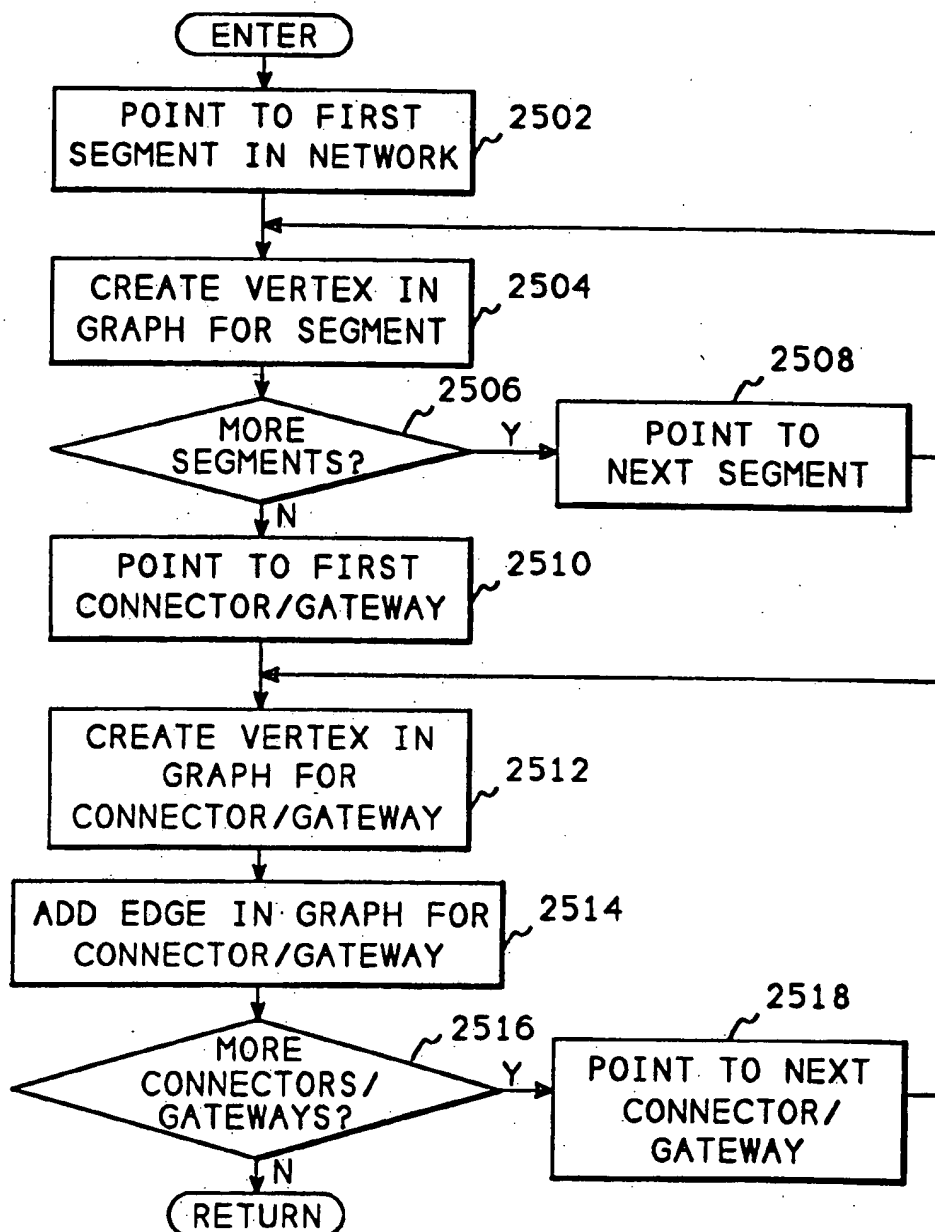 ENTER
POINT TO FIRST
SEGMENT IN NETWORK
2502
CREATE VERTEX IN
GRAPH FOR SEGMENT
2504
MORE
SEGMENTS?
2506
Y
N
POINT TO
NEXT SEGMENT
2508
POINT TO FIRST
CONNECTOR/GATEWAY
2510
CREATE VERTEX IN
GRAPH FOR
CONNECTOR/GATEWAY
2512
ADD EDGE IN GRAPH FOR
CONNECTOR/GATEWAY
2514
MORE
CONNECTORS/
GATEWAYS?
2516
Y
N
POINT TO NEXT
CONNECTOR/
GATEWAY
2518
RETURN